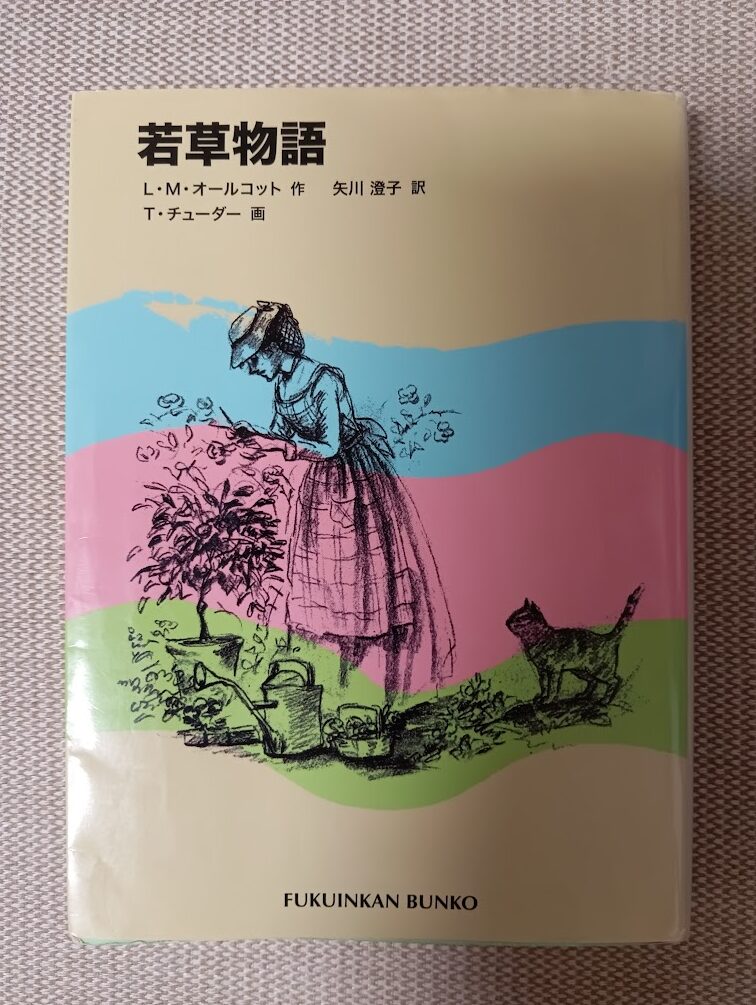 若草物語
L・M・オールコット 作 矢川 澄子 訳
T・チューダー 画
FUKUINKAN BUNKO